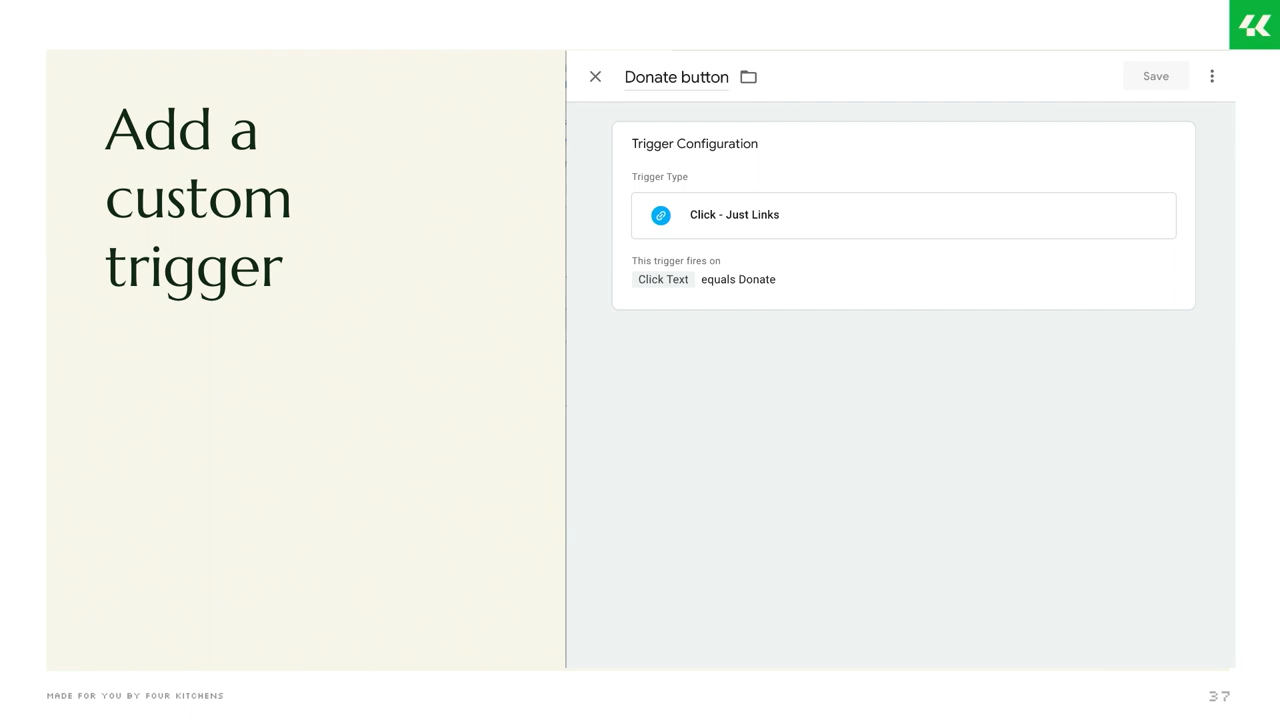 Add a
custom
trigger
Donate button
Save
Trigger Configuration
Trigger Type
Click - Just Links
This trigger fires on
Click Text equals Donate
MADE FOR YOU BY FOUR KITCHENS
37